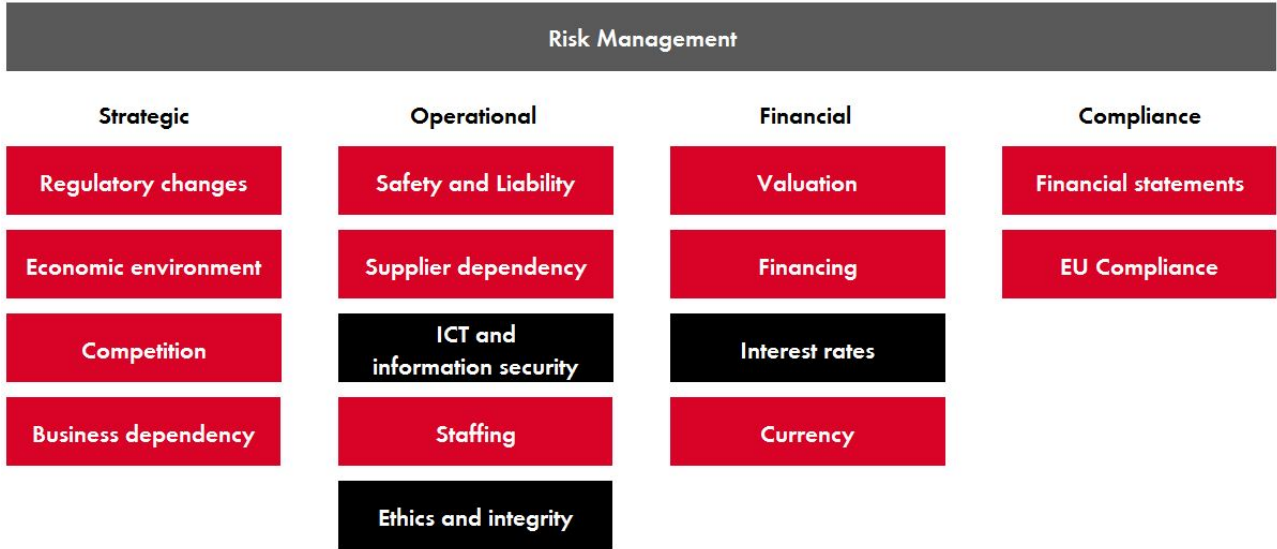 Risk Management
Strategic
Operational
Financial
Compliance
Regulatory changes
Safety and Liability
Valuation
Financial statements
Economic environment
Supplier dependency
Financing
EU Compliance
Competition
ICT and
information security
Interest rates
Business dependency
Staffing
Currency
Ethics and integrity